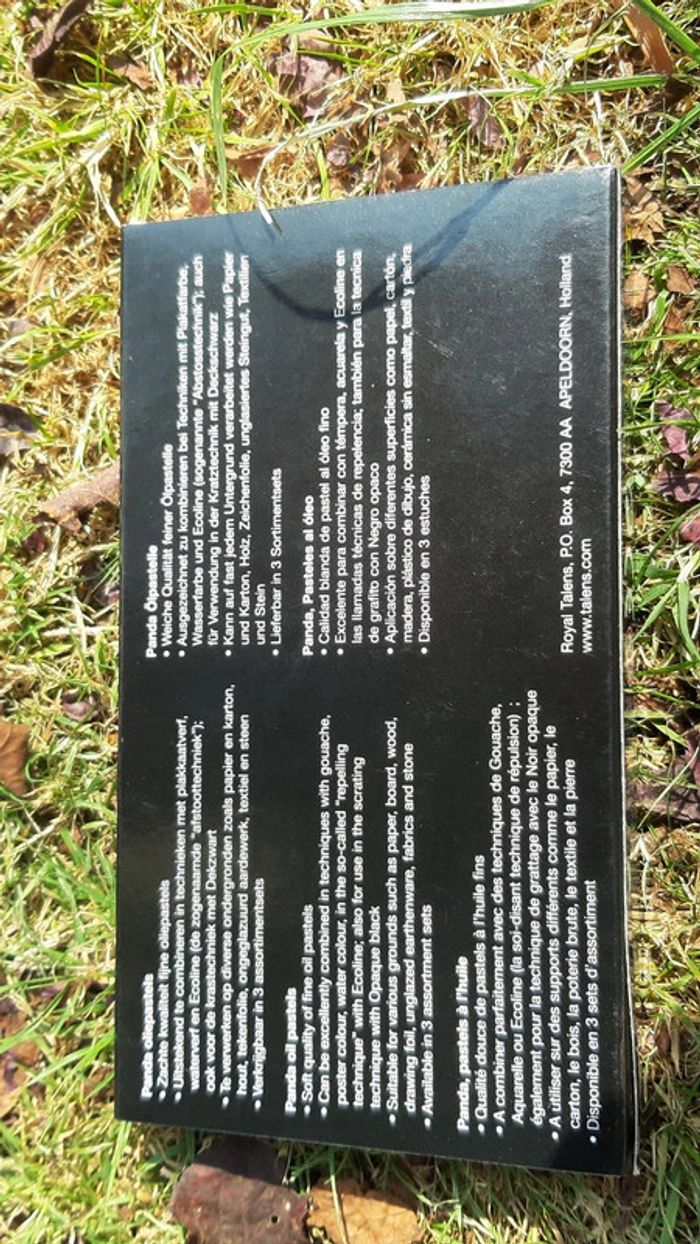 Panda oliepastels
• Zachte kwaliteit fijne oliepastels
• Uitstekend te combineren in technieken met plakkaatverf,
waterverf en Ecoline (de zogenaamde "afstoottechniek");
ook voor de krastechniek met Dekzwart
• Te verwerken op diverse ondergronden zoals papier en karton,
hout, tekenfolie, ongeglazuurd aardewerk, textiel en steen
• Verkrijgbaar in 3 assortimentsets
Panda oil pastels
• Soft quality of fine oil pastels
• Can be excellently combined in techniques with gouache,
poster colour, water colour, in the so-called "repelling
technique" with Ecoline; also for use in the scrating
technique with Opaque black
• Suitable for various grounds such as paper, board, wood,
drawing foil, unglazed earthenware, fabrics and stone
• Available in 3 assortment sets
Panda, pastels à l'huile
• Qualité douce de pastels à l'huile fins
• A combiner parfaitement avec des techniques de Gouache,
Aquarelle ou Ecoline (la soi-disant technique de répulsion) ;
également pour la technique de grattage avec le Noir opaque
• A utiliser sur des supports différents comme le papier, le
carton, le bois, la poterie brute, le textile et la pierre
• Disponible en 3 sets d'assortiment
Panda Ölpastelle
• Weiche Qualität feiner Ölpastelle
• Ausgezeichnet zu kombinieren bei Techniken mit Plakatfarbe,
Wasserfarbe und Ecoline (sogenannte "Abstosstechnik"); auch
für Verwendung in der Kratztechnik mit Deckschwarz
• Kann auf fast jedem Untergrund verarbeitet werden wie Papier
und Karton, Holz, Zeichenfolie, unglasiertes Steingut, Textilien
und Stein
• Lieferbar in 3 Sortimentsets
Panda, Pasteles al óleo
• Calidad blanda de pastel al óleo fino
• Excelente para combinar con témpera, acuarela y Ecoline en
las llamadas técnicas de repelencia; también para la técnica
de grafito con Negro opaco
• Aplicación sobre diferentes superficies como papel, cartón,
madera, plástico de dibujo, cerámica sin esmaltar, textil y piedra
• Disponible en 3 estuches
Royal Talens, P.O. Box 4, 7300 AA APELDOORN, Holland
www.talens.com